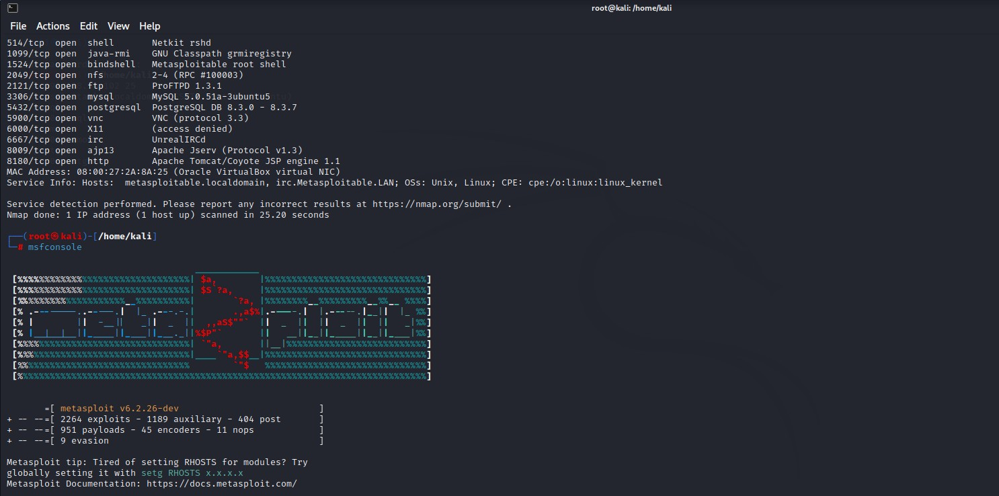 root@kali: /home/kali
File Actions Edit View Help
514/tcp open shell Netkit rshd
1099/tcp open java-rmi GNU Classpath grmiregistry
1524/tcp open bindshell Metasploitable root shell
2049/tcp open nfs 2-4 (RPC #100003)
2121/tcp open ftp ProFTPD 1.3.1
3306/tcp open mysql MySQL 5.0.51a-3ubuntu5
5432/tcp open postgresql PostgreSQL DB 8.3.0 - 8.3.7
5900/tcp open vnc VNC (protocol 3.3)
6000/tcp open X11 (access denied)
6667/tcp open irc UnrealIRCd
8009/tcp open ajp13 Apache Jserv (Protocol v1.3)
8180/tcp open http Apache Tomcat/Coyote JSP engine 1.1
MAC Address: 08:00:27:2A:8A:25 (Oracle VirtualBox virtual NIC)
Service Info: Hosts: metasploitable.localdomain, irc.Metasploitable.LAN; OSs: Unix, Linux; CPE: cpe:/o:linux:linux_kernel
Service detection performed. Please report any incorrect results at https://nmap.org/submit/ .
Nmap done: 1 IP address (1 host up) scanned in 25.20 seconds
┌──(root㉿kali)-[/home/kali]
└─# msfconsole
=[ metasploit v6.2.26-dev ]
+ -- --=[ 2264 exploits - 1189 auxiliary - 404 post ]
+ -- --=[ 951 payloads - 45 encoders - 11 nops ]
+ -- --=[ 9 evasion ]
Metasploit tip: Tired of setting RHOSTS for modules? Try
globally setting it with setg RHOSTS x.x.x.x
Metasploit Documentation: https://docs.metasploit.com/